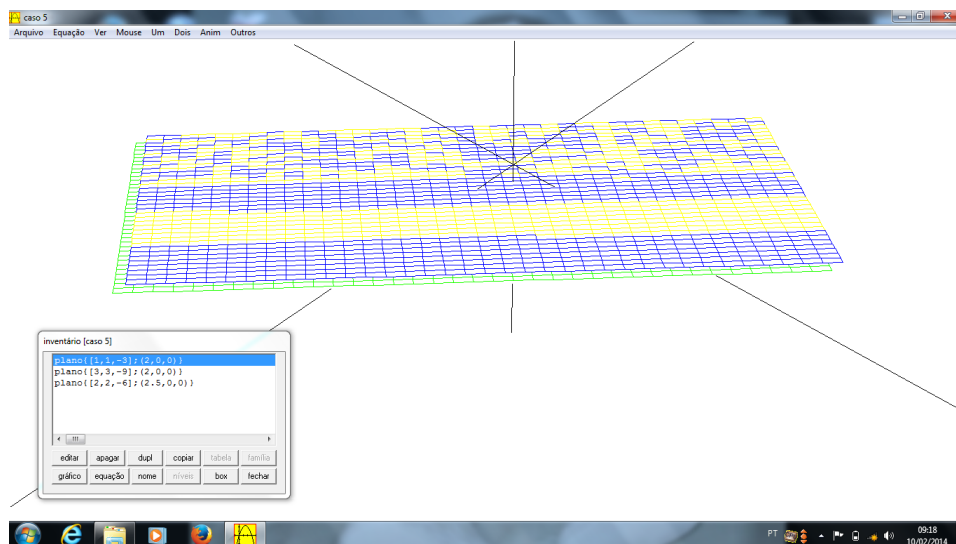 caso 5
Arquivo Equação Ver Mouse Um Dois Anim Outros
inventário [caso 5]
plano{[1,1,-3];(2,0,0)}
plano{[3,3,-9];(2,0,0)}
plano{[2,2,-6];(2.5,0,0)}
editar apagar dupl copiar tabela família
gráfico equação nome níveis box fechar
PT 09:18
10/02/2014